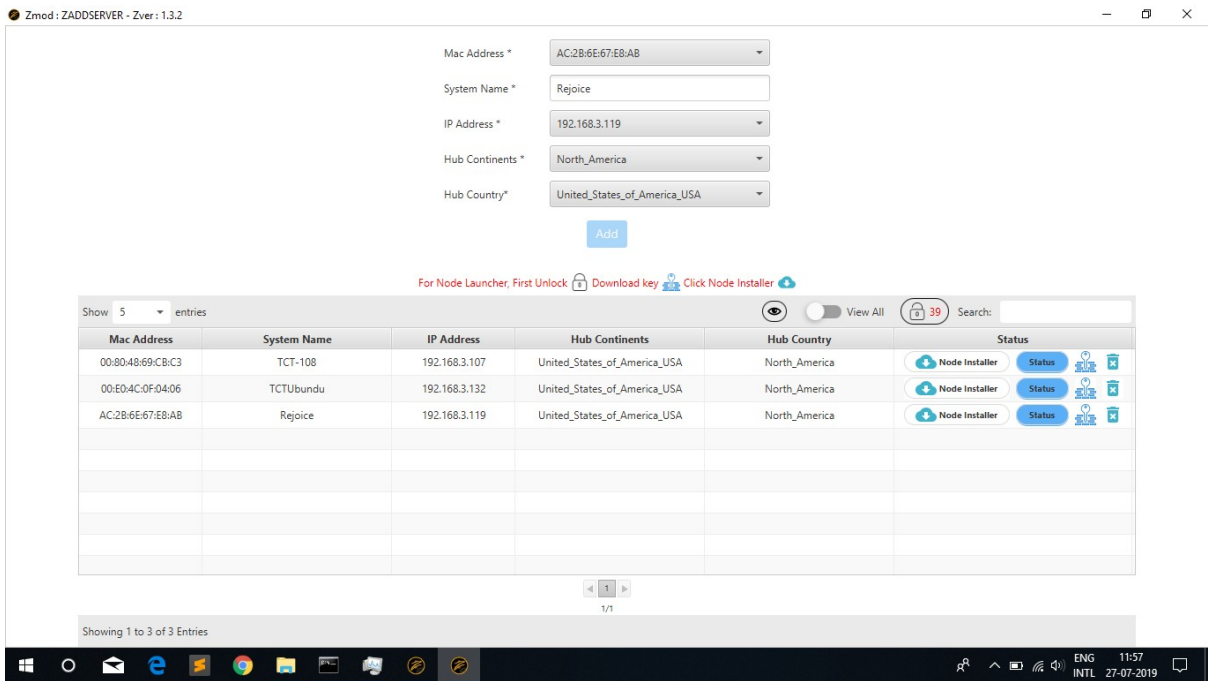 Zmod : ZADDSERVER - Zver : 1.3.2
Mac Address * AC:2B:6E:67:E8:AB
System Name * Rejoice
IP Address * 192.168.3.119
Hub Continents * North_America
Hub Country* United_States_of_America_USA
Add
For Node Launcher, First Unlock Download key Click Node Installer
Show 5 entries View All 39 Search:
Mac Address System Name IP Address Hub Continents Hub Country Status
00:80:48:69:CB:C3 TCT-108 192.168.3.107 United_States_of_America_USA North_America Node Installer Status
00:E0:4C:0F:04:06 TCTUbundu 192.168.3.132 United_States_of_America_USA North_America Node Installer Status
AC:2B:6E:67:E8:AB Rejoice 192.168.3.119 United_States_of_America_USA North_America Node Installer Status
1
1/1
Showing 1 to 3 of 3 Entries
ENG 11:57
INTL 27-07-2019